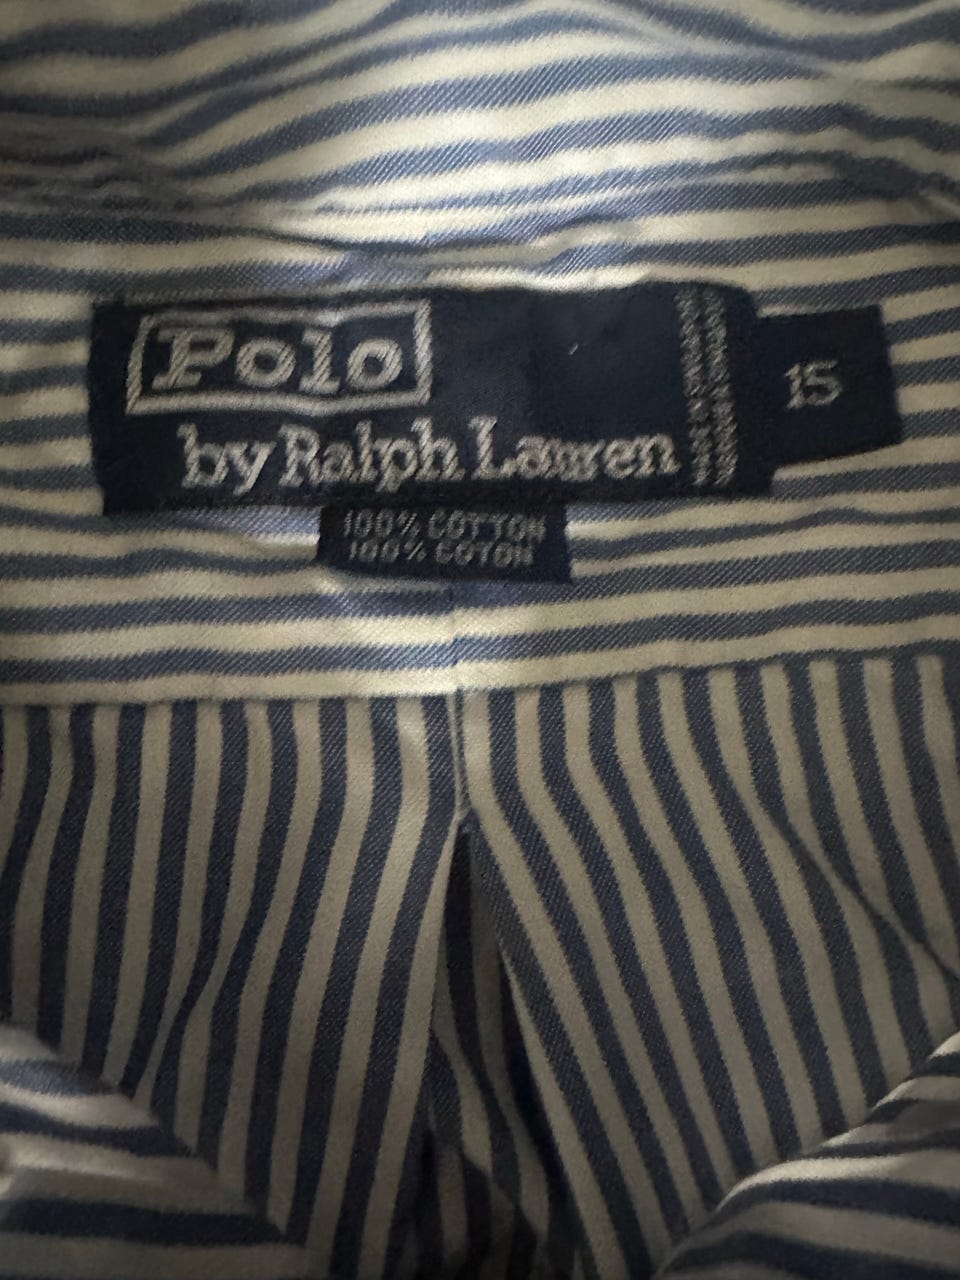 Polo
by Ralph Lauren
15
100% COTTON
100% COTON